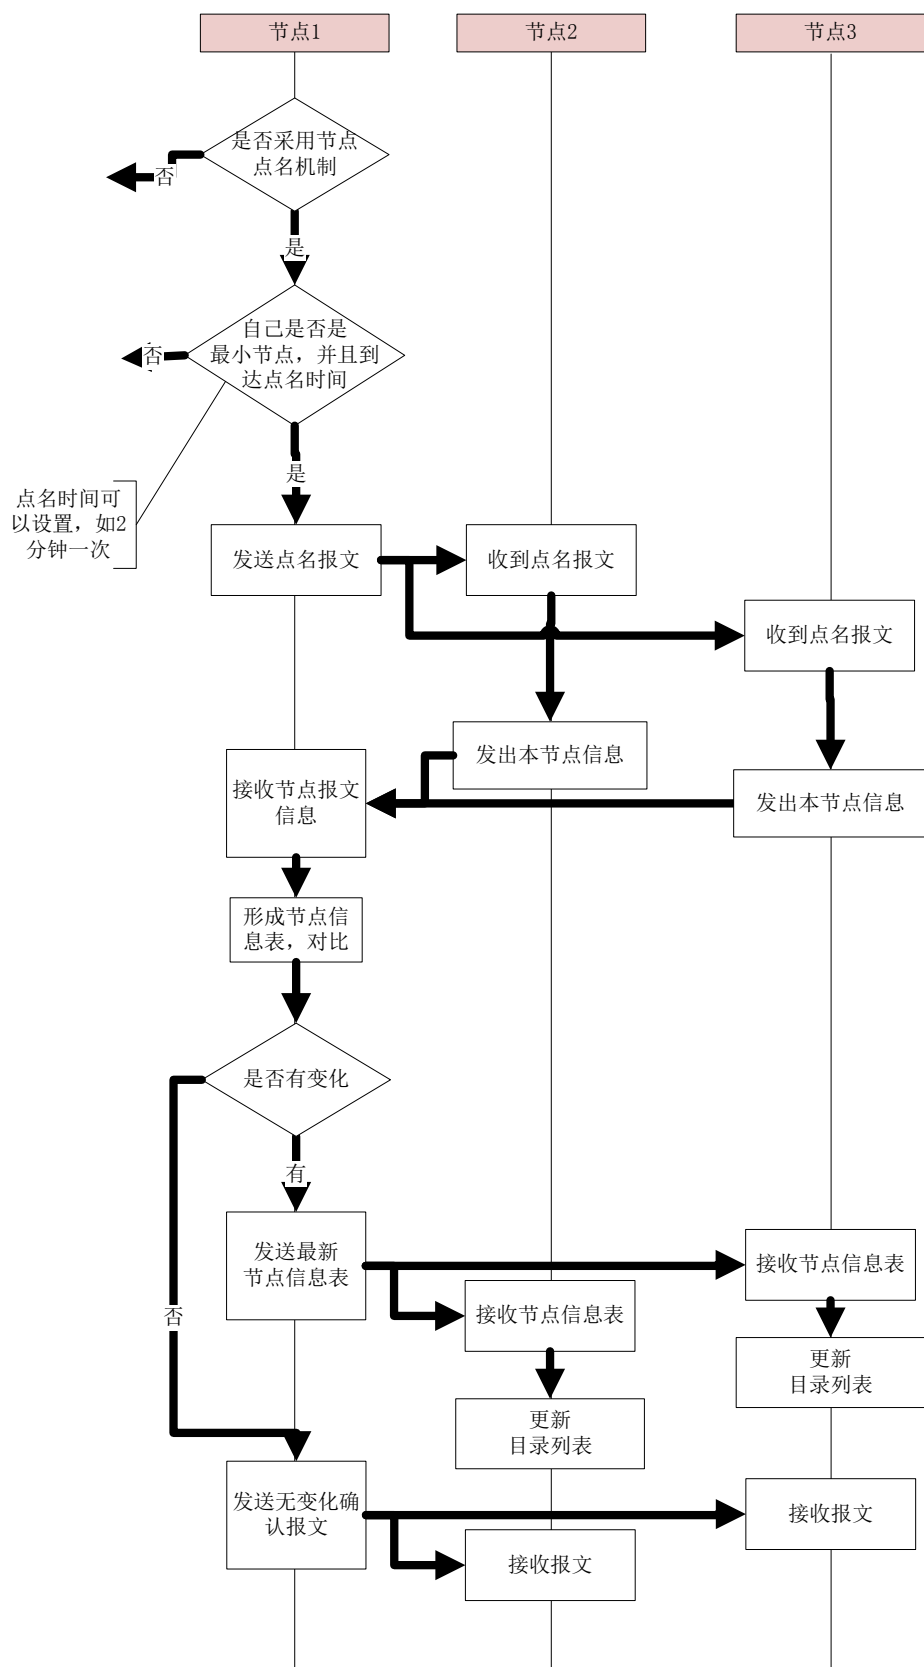 节点1
节点2
节点3
是否采用节点
点名机制
否
是
自己是否是
最小节点，并且到
达点名时间
否
是
点名时间可
以设置，如2
分钟一次
发送点名报文
收到点名报文
收到点名报文
发出本节点信息
接收节点报文
信息
发出本节点信息
形成节点信
息表，对比
是否有变化
有
发送最新
节点信息表
接收节点信息表
接收节点信息表
否
更新
目录列表
更新
目录列表
发送无变化确
认报文
接收报文
接收报文